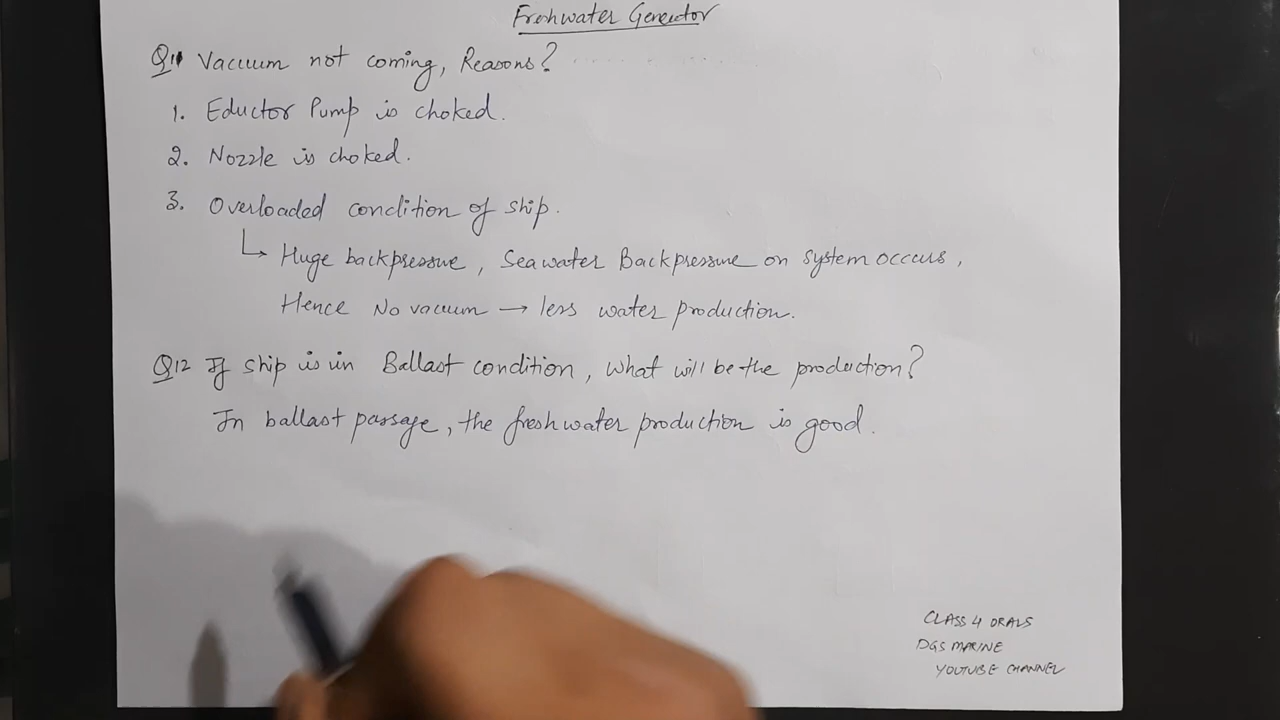 Freshwater Generator
Q11 Vacuum not coming, Reasons?
1. Eductor Pump is choked.
2. Nozzle is choked.
3. Overloaded condition of ship.
Huge backpressure, Seawater Backpressure on system occurs,
Hence No vacuum → less water production.
Q12 If ship is in Ballast condition, what will be the production?
In ballast passage, the freshwater production is good.
CLASS 4 ORALS
DGS MARINE
YOUTUBE CHANNEL